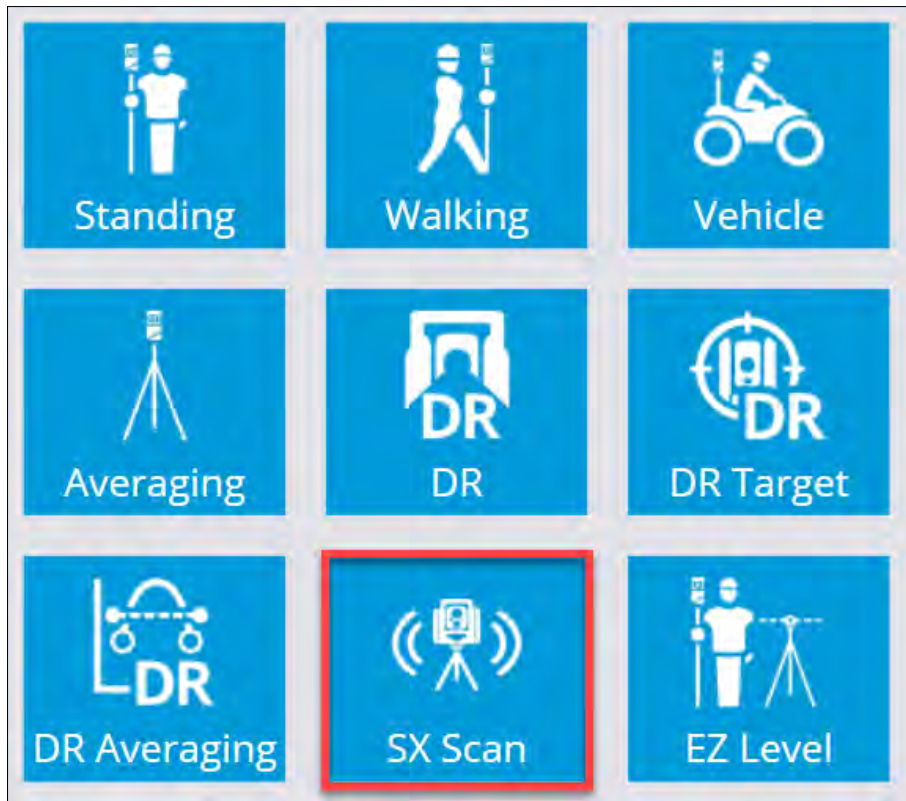 Standing
Walking
Vehicle
Averaging
DR
DR
DR
DR Target
DR
DR Averaging
SX Scan
EZ Level